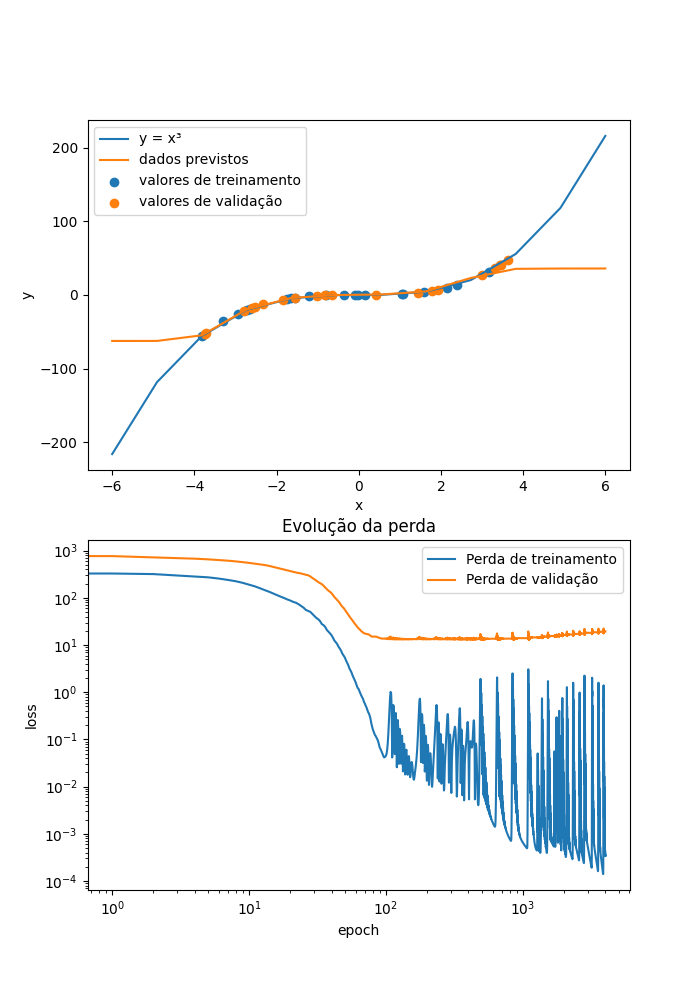 y = x³
dados previstos
valores de treinamento
valores de validação
200
100
0
−100
−200
y
−6 −4 −2 0 2 4 6
x
Evolução da perda
Perda de treinamento
Perda de validação
10³
10²
10¹
10⁰
10⁻¹
10⁻²
10⁻³
10⁻⁴
loss
10⁰ 10¹ 10² 10³
epoch